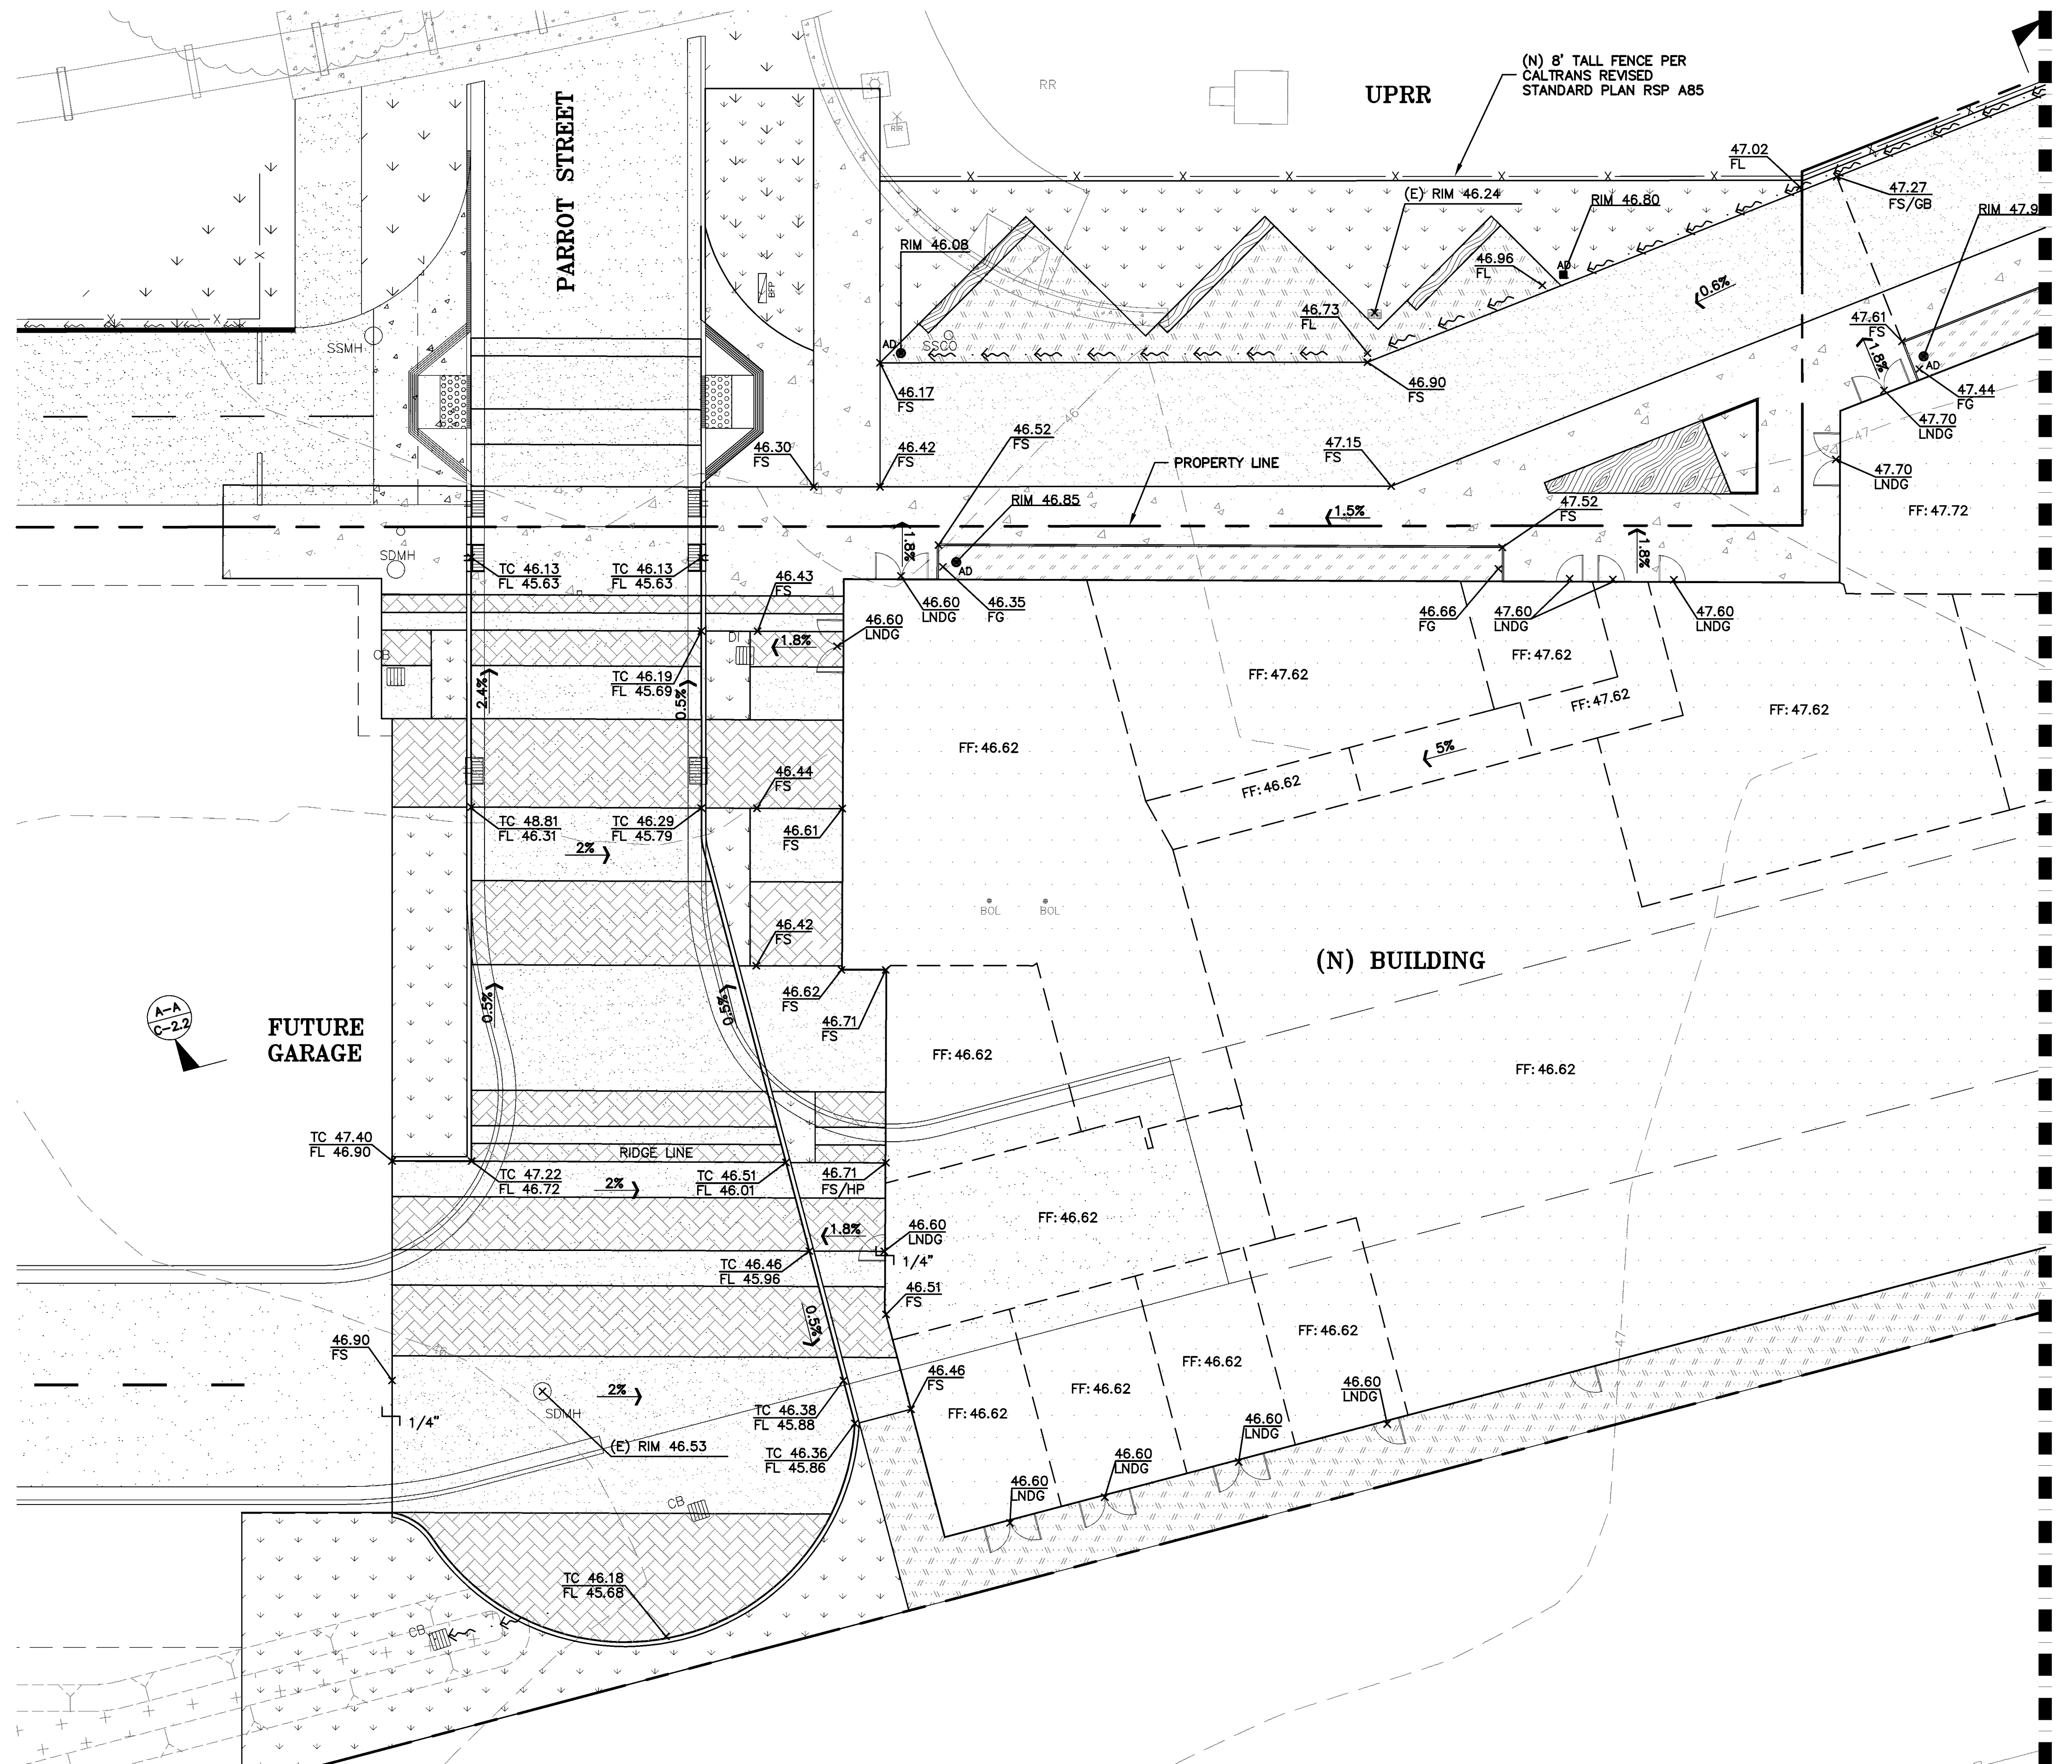 (N) 8' TALL FENCE PER
CALTRANS REVISED
STANDARD PLAN RSP A85
UPRR
RR
RR
PARROT STREET
47.02
FL
47.27
FS/GB
(E) RIM 46.24
RIM 46.80
RIM 47.9
RIM 46.08
46.96
FL
AD
BFP
0.6%
46.73
FL
47.61
FS
SSMH
AD
SSCO
1.8%
AD
46.90
FS
46.17
FS
47.44
FG
46
47.70
LNDG
46.52
FS
47
46.30
FS
46.42
FS
47.15
FS
PROPERTY LINE
47.70
LNDG
RIM 46.85
1.5%
47.52
FS
FF: 47.72
1.8%
1.8%
SDMH
TC 46.13
FL 45.63
TC 46.13
FL 45.63
AD
46.43
FS
46.60
LNDG
46.35
FG
46.66
FG
47.60
LNDG
47.60
LNDG
46.60
LNDG
DI
1.8%
CB
FF: 47.62
FF: 47.62
TC 46.19
FL 45.69
2.4%
0.5%
FF: 47.62
FF: 47.62
FF: 46.62
5%
46.44
FS
FF: 46.62
TC 48.81
FL 46.31
TC 46.29
FL 45.79
46.61
FS
2%
BOL
BOL
46.42
FS
(N) BUILDING
46.62
FS
0.5%
0.5%
A-A
C-2.2
FUTURE
GARAGE
46.71
FS
FF: 46.62
FF: 46.62
TC 47.40
FL 46.90
RIDGE LINE
TC 47.22
FL 46.72
2%
TC 46.51
FL 46.01
46.71
FS/HP
FF: 46.62
1.8%
46.60
LNDG
1/4"
TC 46.46
FL 45.96
46.51
FS
0.5%
46.90
FS
46
FF: 46.62
47
FF: 46.62
46.46
FS
2%
FF: 46.62
46.60
LNDG
SDMH
TC 46.38
FL 45.88
FF: 46.62
1/4"
46.60
LNDG
(E) RIM 46.53
TC 46.36
FL 45.86
46.60
LNDG
46.60
LNDG
CB
TC 46.18
FL 45.68
CB